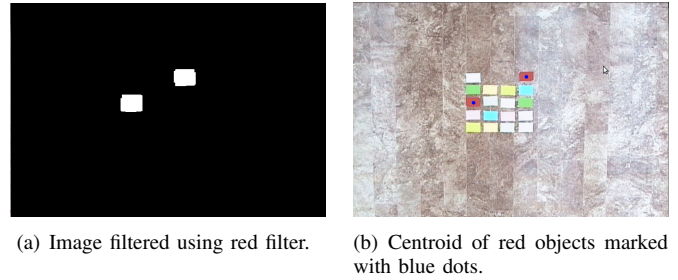 (a) Image filtered using red filter.
(b) Centroid of red objects marked
with blue dots.